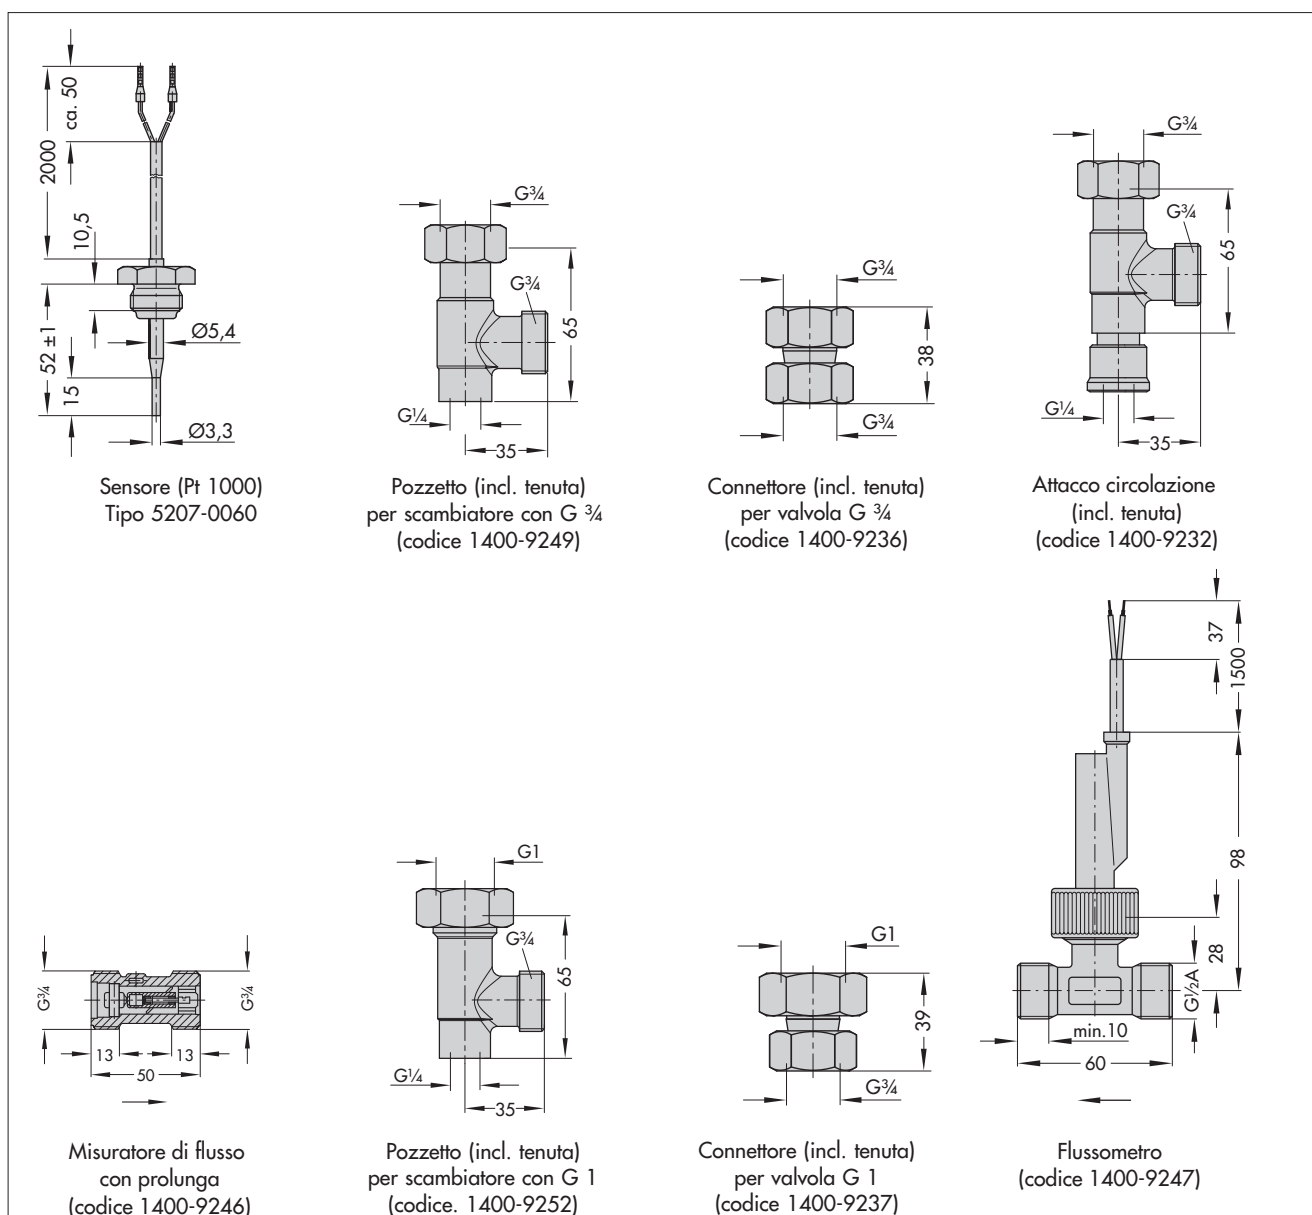 ca. 50
2000
10,5
52 ±1
15
Ø5,4
Ø3,3
Sensore (Pt 1000)
Tipo 5207-0060
G¾
G¾
65
G¼
35
Pozzetto (incl. tenuta)
per scambiatore con G ¾
(codice 1400-9249)
G¾
38
G¾
Connettore (incl. tenuta)
per valvola G ¾
(codice 1400-9236)
G¾
G¾
65
G¼
35
Attacco circolazione
(incl. tenuta)
(codice 1400-9232)
G¾
G¾
13
13
50
Misuratore di flusso
con prolunga
(codice 1400-9246)
G1
G¾
65
G¼
35
Pozzetto (incl. tenuta)
per scambiatore con G 1
(codice. 1400-9252)
G1
39
G¾
Connettore (incl. tenuta)
per valvola G 1
(codice 1400-9237)
37
1500
98
28
G½A
min.10
60
Flussometro
(codice 1400-9247)